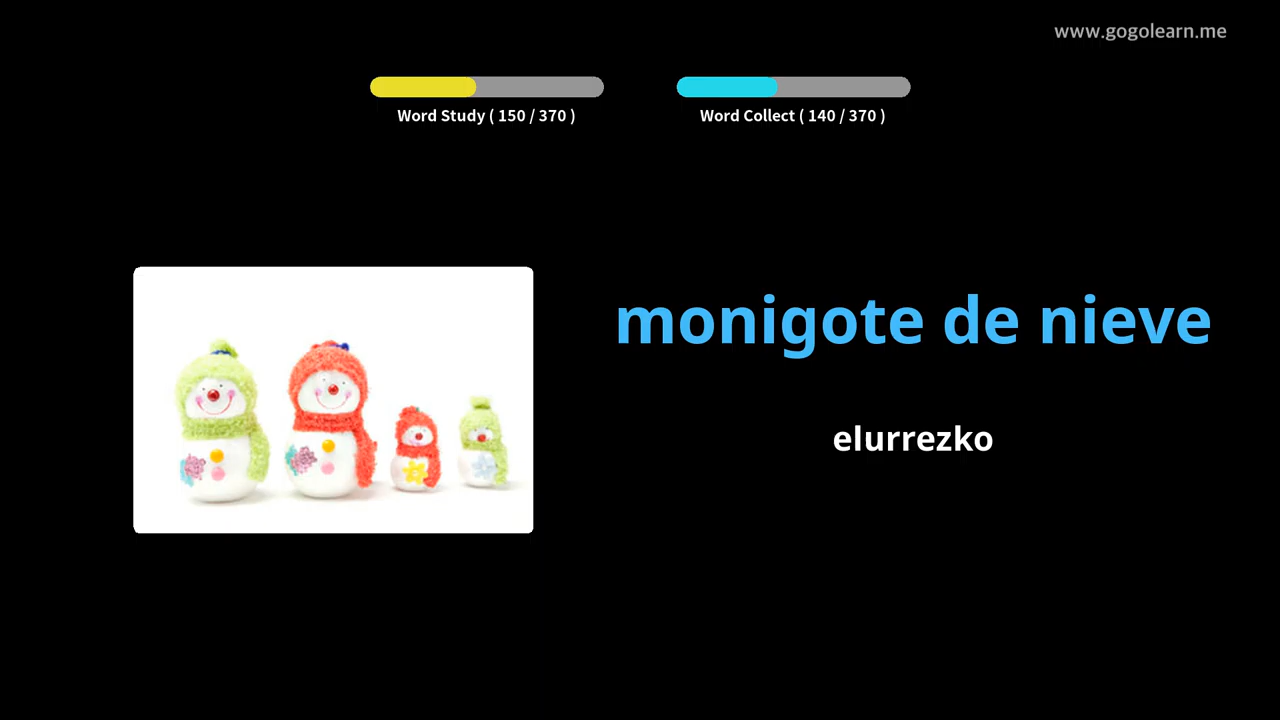 www.gogolearn.me
Word Study ( 150 / 370 )
Word Collect ( 140 / 370 )
monigote de nieve
elurrezko